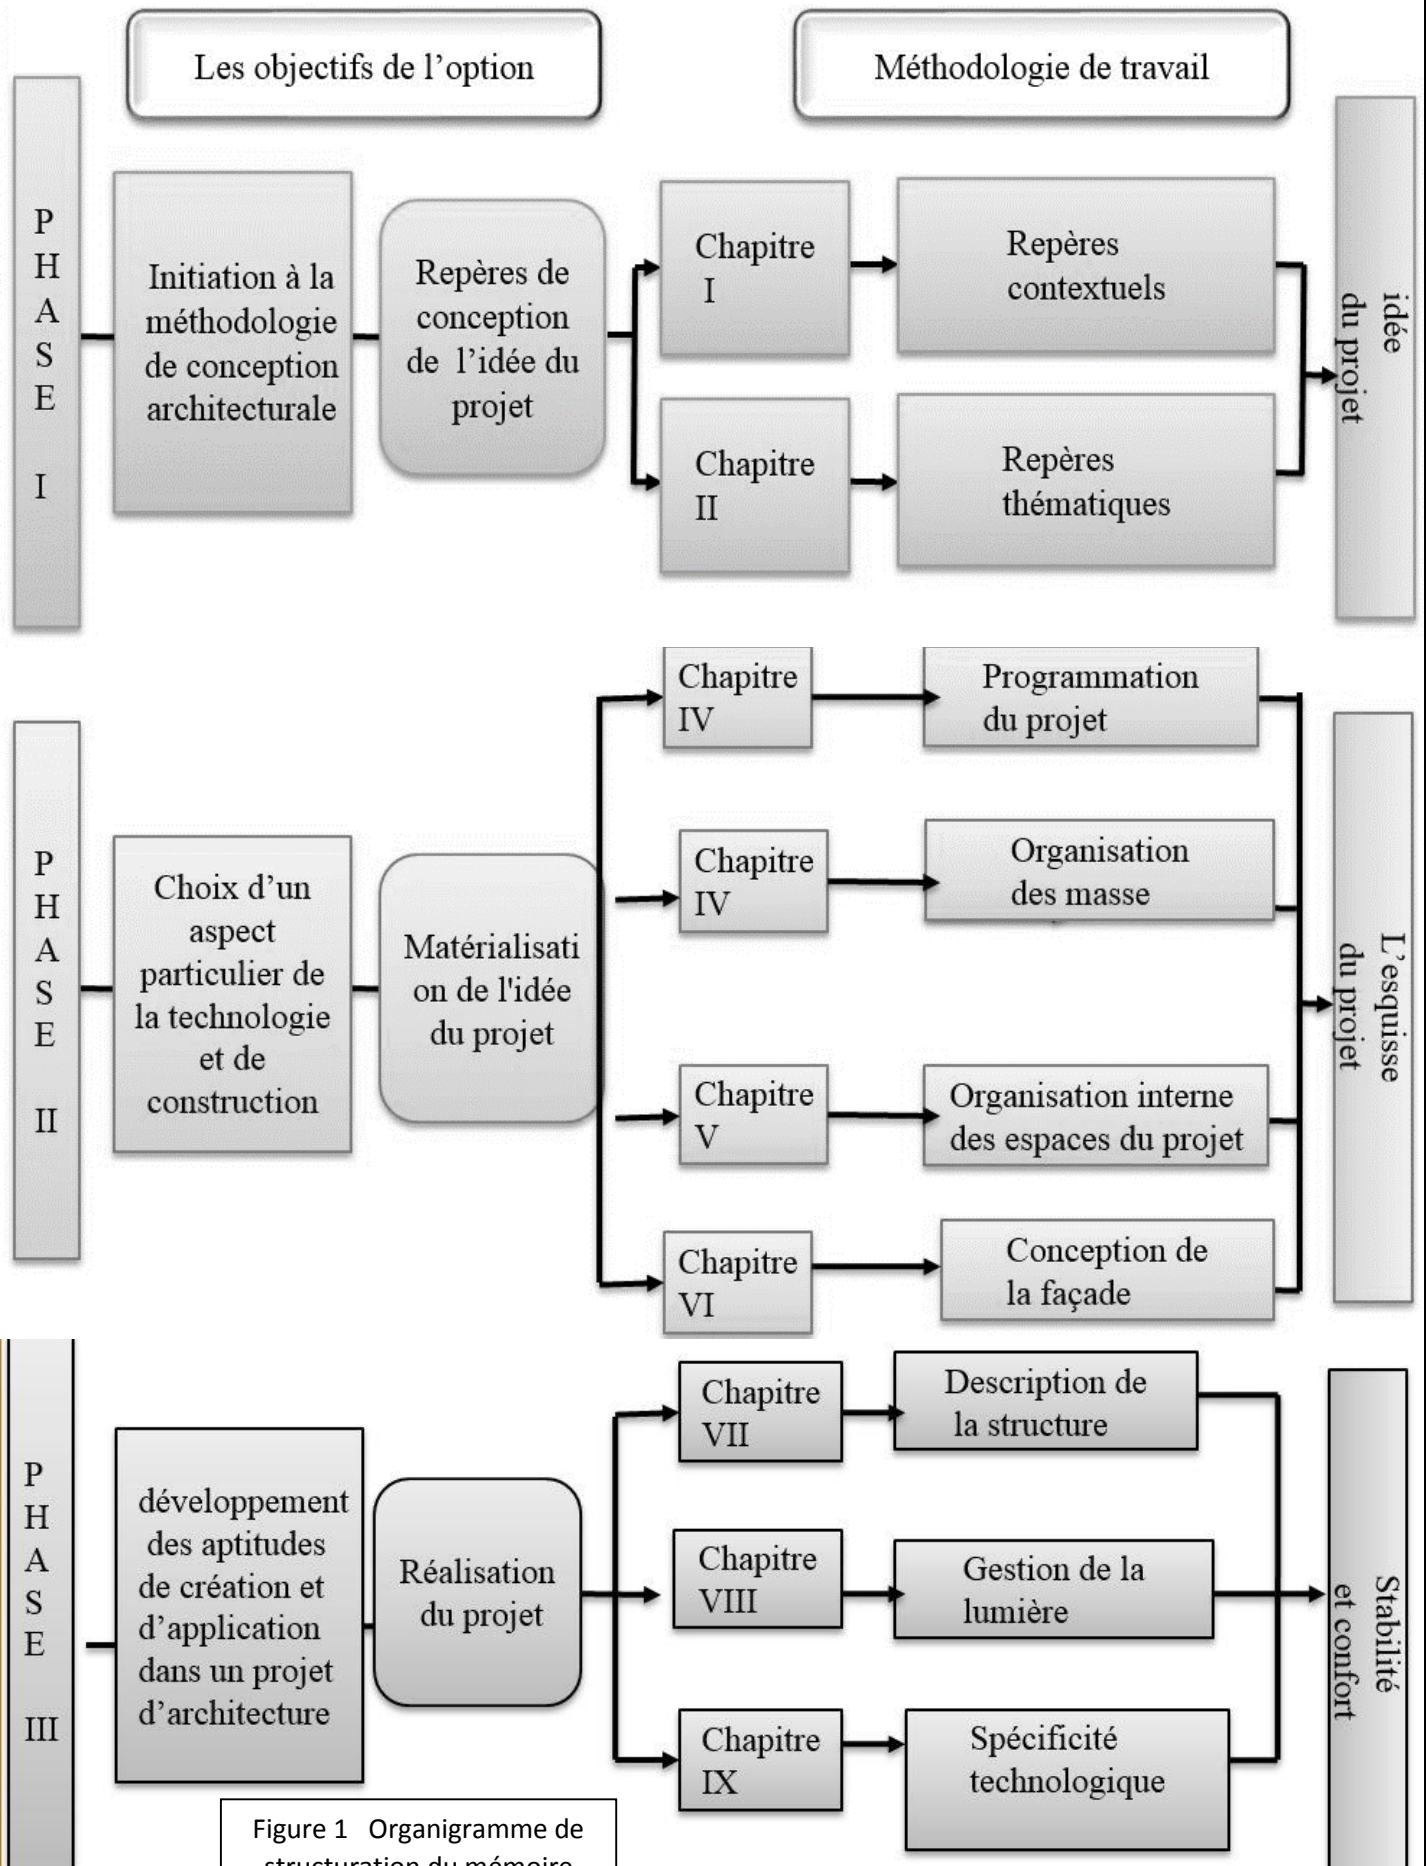 Les objectifs de l’option
Méthodologie de travail
P
H
A
S
E
I
Initiation à la
méthodologie
de conception
architecturale
Repères de
conception
de l’idée du
projet
Chapitre
I
Repères
contextuels
Chapitre
II
Repères
thématiques
idée
du projet
P
H
A
S
E
II
Choix d’un
aspect
particulier de
la technologie
et de
construction
Matérialisati
on de l'idée
du projet
Chapitre
IV
Programmation
du projet
Chapitre
IV
Organisation
des masse
Chapitre
V
Organisation interne
des espaces du projet
Chapitre
VI
Conception de
la façade
L’esquisse
du projet
P
H
A
S
E
III
développement
des aptitudes
de création et
d’application
dans un projet
d’architecture
Réalisation
du projet
Chapitre
VII
Description de
la structure
Chapitre
VIII
Gestion de la
lumière
Chapitre
IX
Spécificité
technologique
Stabilité
et confort
Figure 1 Organigramme de
structuration du mémoire